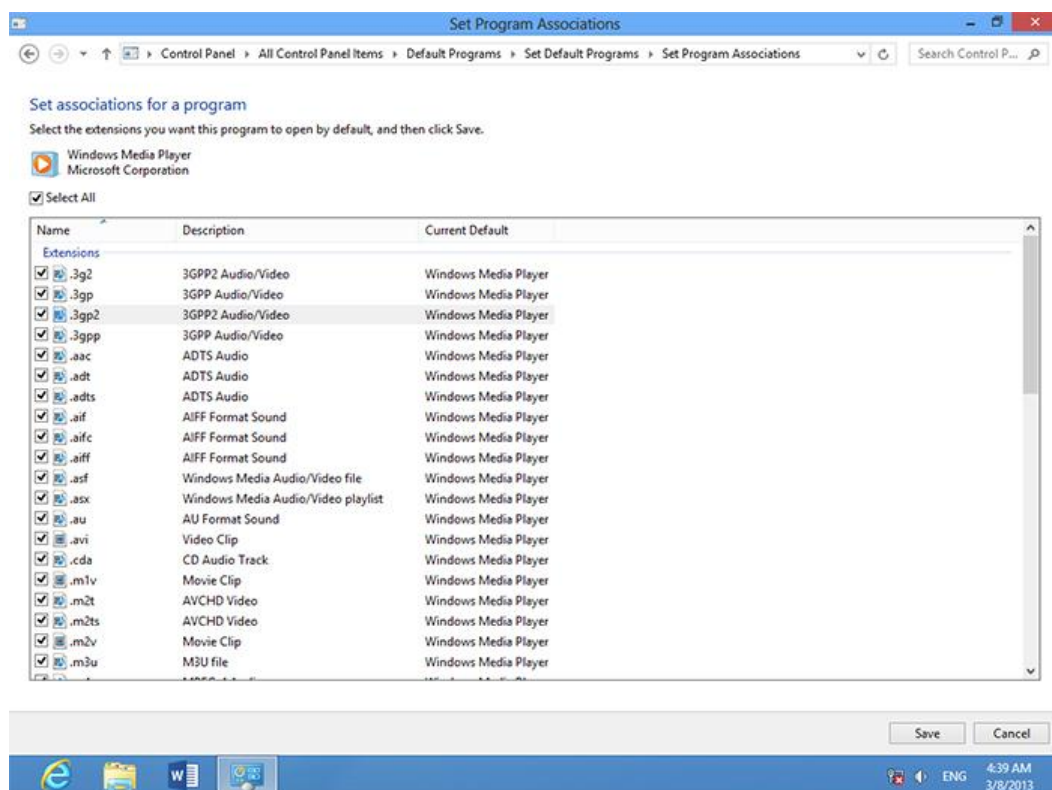 Set Program Associations
Control Panel All Control Panel Items Default Programs Set Default Programs Set Program Associations Search Control P...
Set associations for a program
Select the extensions you want this program to open by default, and then click Save.
Windows Media Player
Microsoft Corporation
Select All
Name Description Current Default
Extensions
.3g2 3GPP2 Audio/Video Windows Media Player
.3gp 3GPP Audio/Video Windows Media Player
.3gp2 3GPP2 Audio/Video Windows Media Player
.3gpp 3GPP Audio/Video Windows Media Player
.aac ADTS Audio Windows Media Player
.adt ADTS Audio Windows Media Player
.adts ADTS Audio Windows Media Player
.aif AIFF Format Sound Windows Media Player
.aifc AIFF Format Sound Windows Media Player
.aiff AIFF Format Sound Windows Media Player
.asf Windows Media Audio/Video file Windows Media Player
.asx Windows Media Audio/Video playlist Windows Media Player
.au AU Format Sound Windows Media Player
.avi Video Clip Windows Media Player
.cda CD Audio Track Windows Media Player
.m1v Movie Clip Windows Media Player
.m2t AVCHD Video Windows Media Player
.m2ts AVCHD Video Windows Media Player
.m2v Movie Clip Windows Media Player
.m3u M3U file Windows Media Player
Save Cancel
ENG 4:39 AM
3/8/2013